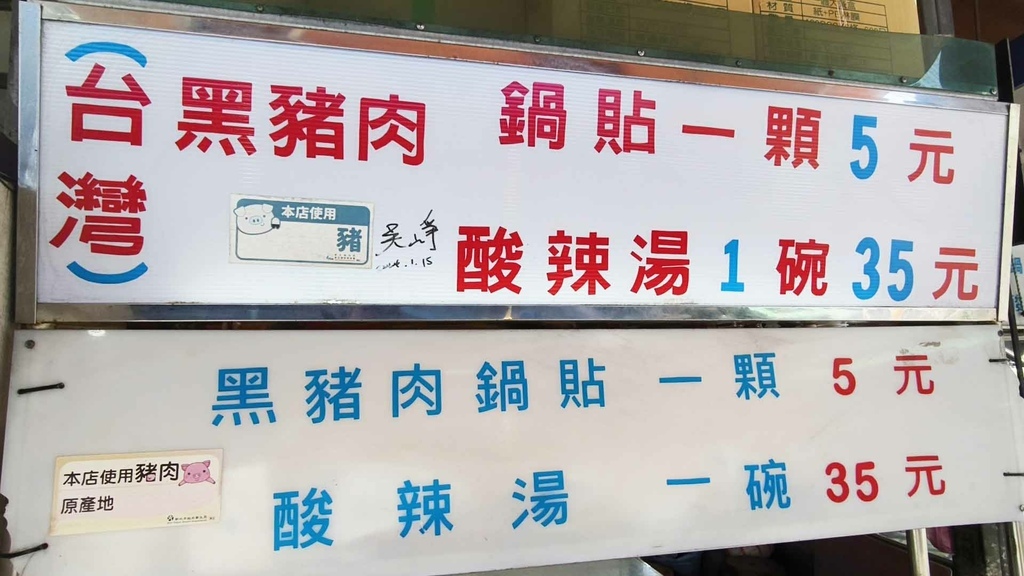 (台灣)
黑豬肉 鍋貼一顆5元
本店使用
豬
酸辣湯1碗35元
黑豬肉鍋貼 一顆 5元
本店使用豬肉
原產地
酸辣湯 一碗 35元